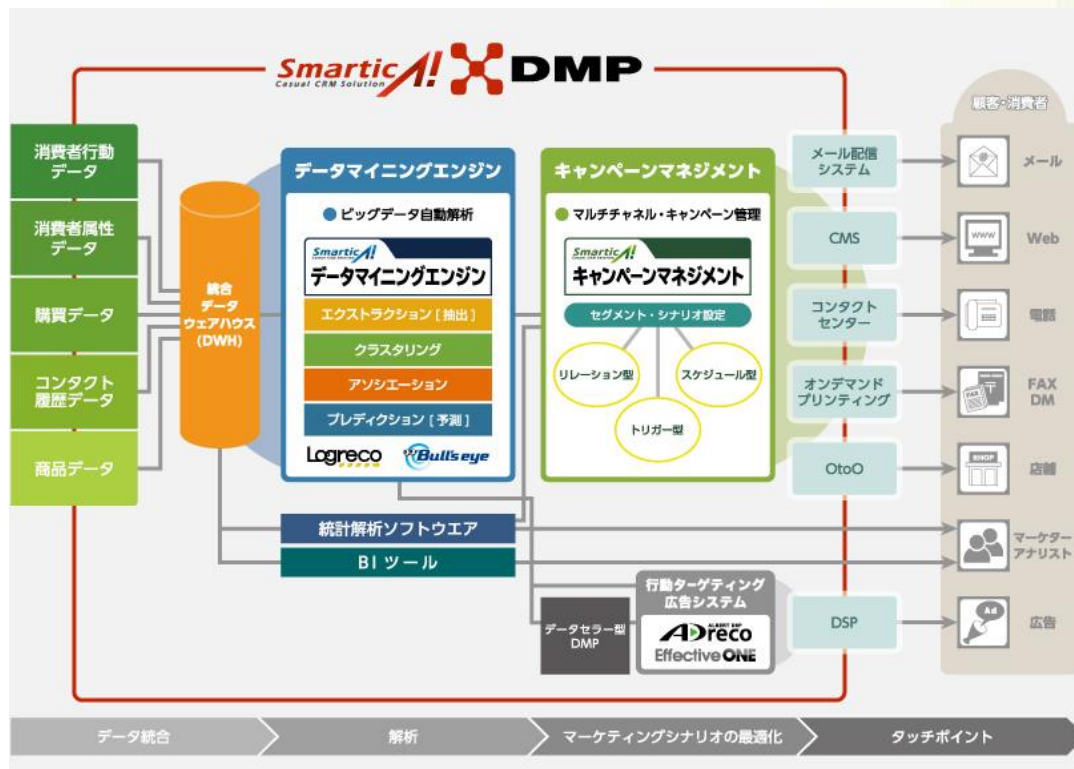 SmarticA! DMP
Casual CRM Solution
顧客・消費者
消費者行動
データ
消費者属性
データ
購買データ
コンタクト
履歴データ
商品データ
統合
データ
ウェアハウス
(DWH)
データマイニングエンジン
●ビッグデータ自動解析
SmarticA!
データマイニングエンジン
エクストラクション [ 抽出 ]
クラスタリング
アソシエーション
プレディクション [ 予測 ]
Logreco Bull's eye
統計解析ソフトウエア
BI ツール
キャンペーンマネジメント
●マルチチャネル・キャンペーン管理
SmarticA!
キャンペーンマネジメント
セグメント・シナリオ設定
リレーション型
スケジュール型
トリガー型
データセラー型
DMP
行動ターゲティング
広告システム
ALBERT DSP
ADreco
Effective ONE
メール配信
システム
CMS
コンタクト
センター
オンデマンド
プリンティング
OtoO
DSP
メール
WWW
Web
電話
FAX
FAX
DM
SHOP
店舗
マーケター
アナリスト
Ad
広告
データ統合
解析
マーケティングシナリオの最適化
タッチポイント